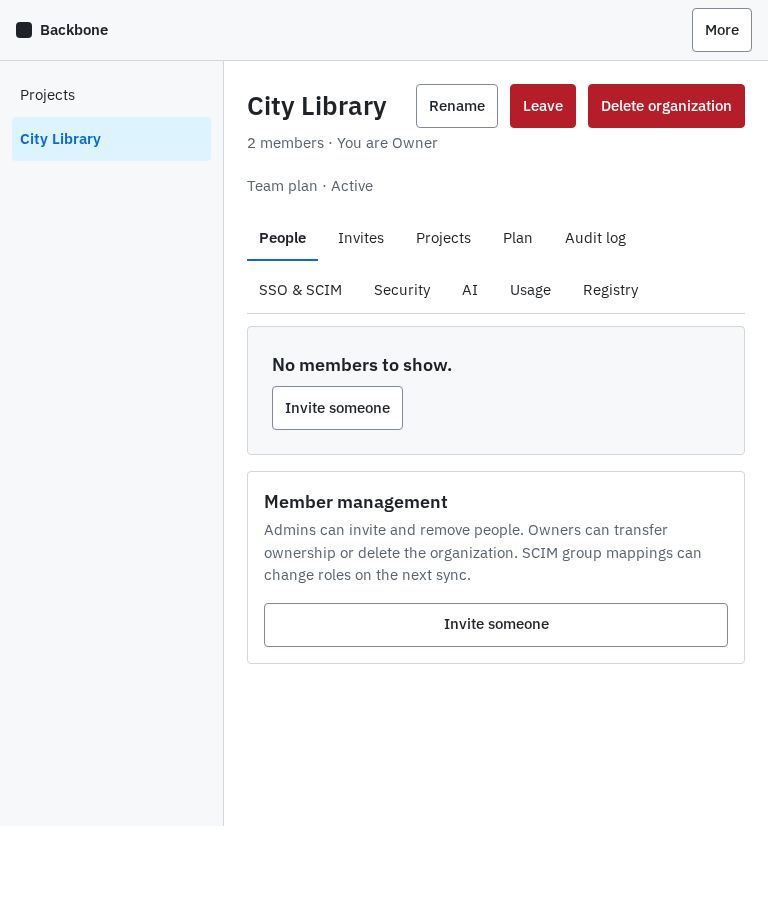 Backbone
More
Projects
City Library
City Library
Rename
Leave
Delete organization
2 members · You are Owner
Team plan · Active
People
Invites
Projects
Plan
Audit log
SSO & SCIM
Security
AI
Usage
Registry
No members to show.
Invite someone
Member management
Admins can invite and remove people. Owners can transfer
ownership or delete the organization. SCIM group mappings can
change roles on the next sync.
Invite someone